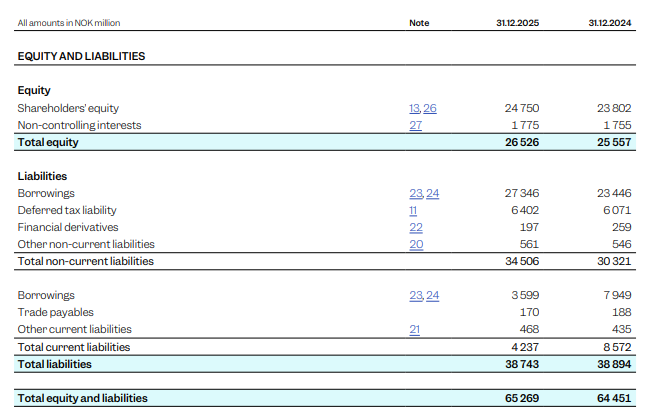 All amounts in NOK million Note 31.12.2025 31.12.2024
EQUITY AND LIABILITIES
Equity
Shareholders' equity 13, 26 24 750 23 802
Non-controlling interests 27 1 775 1 755
Total equity 26 526 25 557
Liabilities
Borrowings 23, 24 27 346 23 446
Deferred tax liability 11 6 402 6 071
Financial derivatives 22 197 259
Other non-current liabilities 20 561 546
Total non-current liabilities 34 506 30 321
Borrowings 23, 24 3 599 7 949
Trade payables 170 188
Other current liabilities 21 468 435
Total current liabilities 4 237 8 572
Total liabilities 38 743 38 894
Total equity and liabilities 65 269 64 451